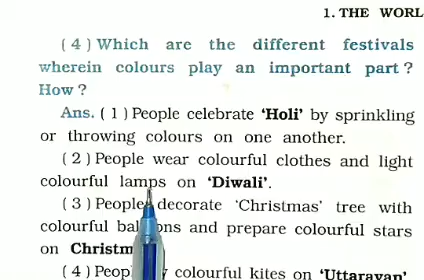 1. THE WORL
( 4 ) Which are the different festivals
wherein colours play an important part ?
How ?
Ans. ( 1 ) People celebrate ‘Holi’ by sprinkling
or throwing colours on one another.
( 2 ) People wear colourful clothes and light
colourful lamps on ‘Diwali’.
( 3 ) People decorate ‘Christmas’ tree with
colourful and prepare colourful stars
on
( 4 ) colourful kites on ‘Uttarayan’